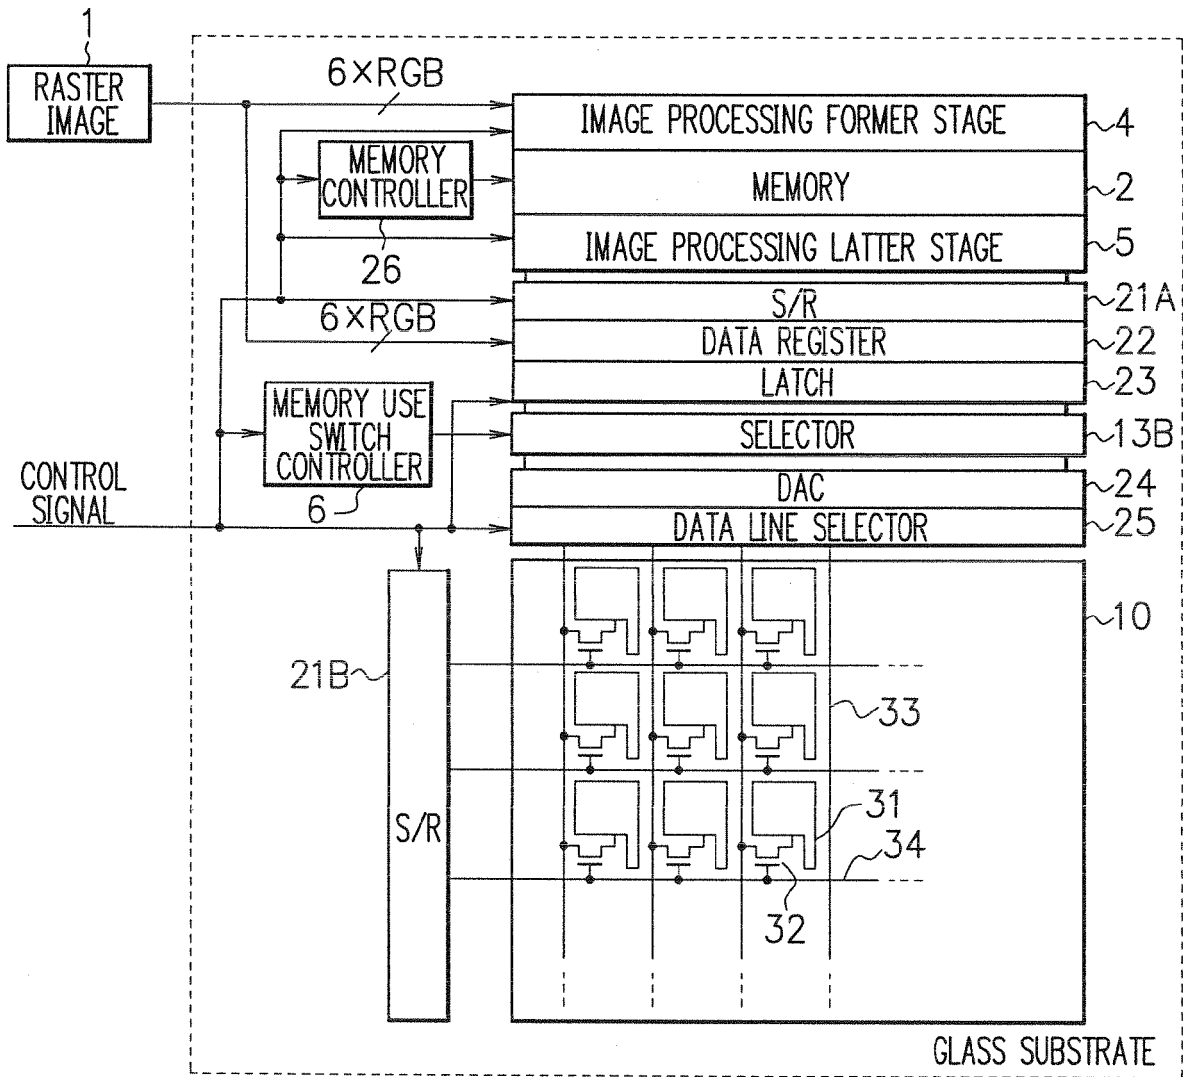 1
RASTER
IMAGE
6×RGB
IMAGE PROCESSING FORMER STAGE
4
MEMORY
CONTROLLER
26
MEMORY
2
IMAGE PROCESSING LATTER STAGE
5
S/R
21A
6×RGB
DATA REGISTER
22
LATCH
23
MEMORY USE
SWITCH
CONTROLLER
6
SELECTOR
13B
CONTROL
SIGNAL
DAC
24
DATA LINE SELECTOR
25
10
21B
S/R
33
31
34
32
GLASS SUBSTRATE